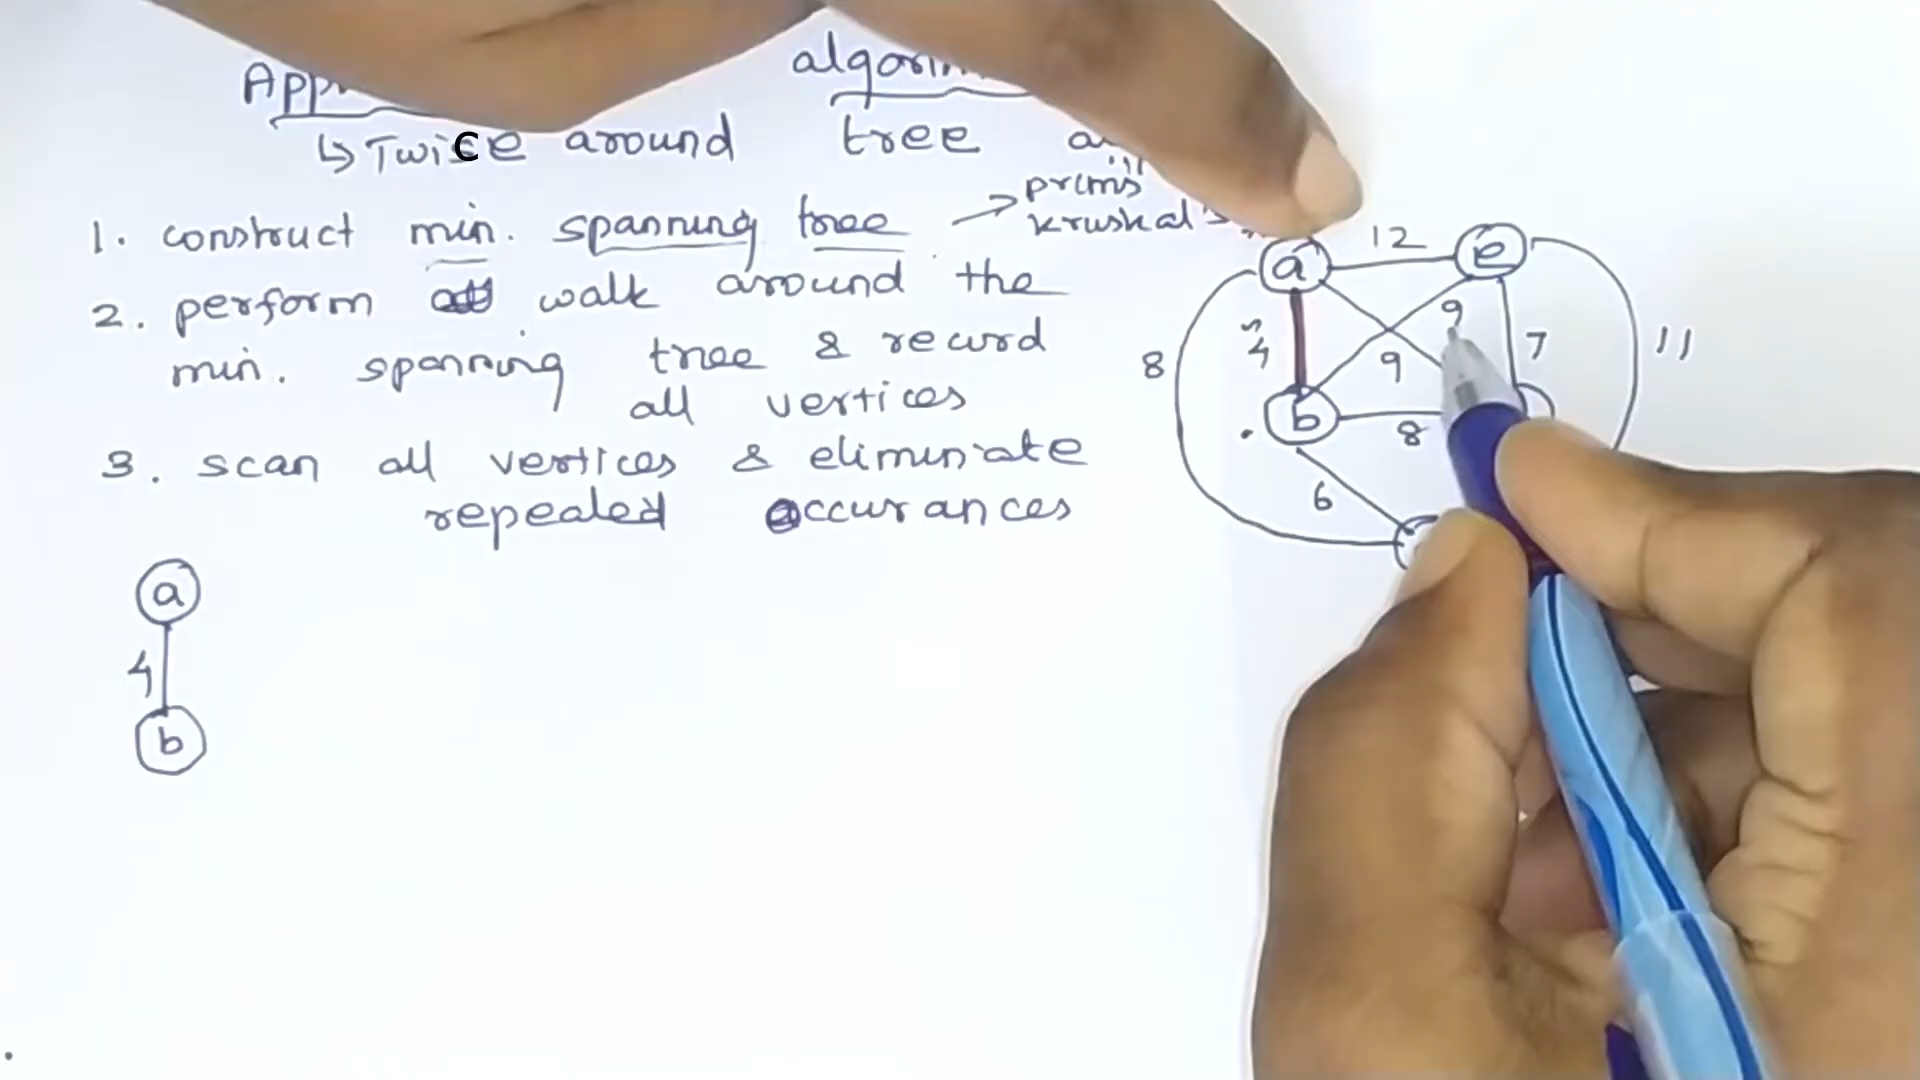 ↳ Twice around tree
1. construct min. spanning tree → prims
kruskal's
2. perform walk around the
min. spanning tree & record
all vertices
3. scan all vertices & eliminate
repeated occurances
a
4
b
a 12 e
8 4 9 9 7 11
b 8
6